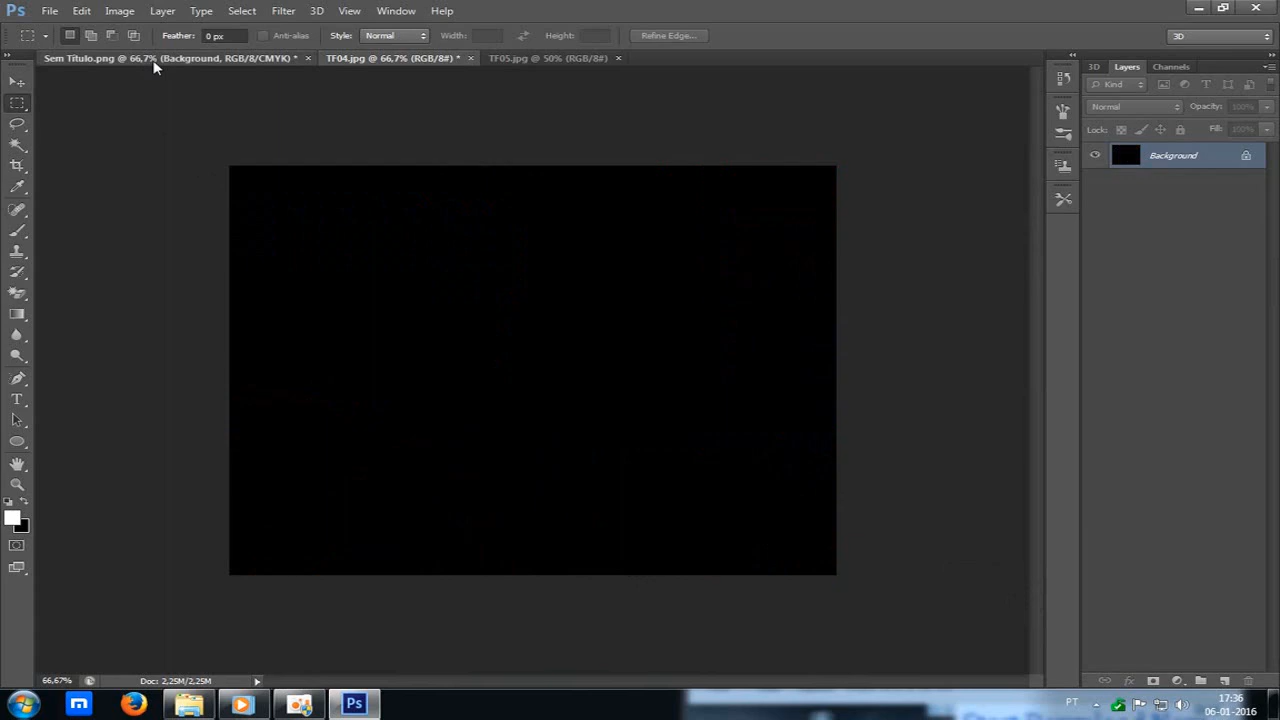 Ps File Edit Image Layer Type Select Filter 3D View Window Help
Feather: 0 px Anti-alias Style: Normal Width: Height: Refine Edge... 3D
Sem Título.png @ 66,7% (Background, RGB/8/CMYK) * × TF04.jpg @ 66,7% (RGB/8#) * × TF05.jpg @ 50% (RGB/8#) ×
3D Layers Channels
Kind
Normal Opacity: 100%
Lock: Fill: 100%
Background
66,67% Doc: 2,25M/2,25M
PT 17:36
06-01-2016